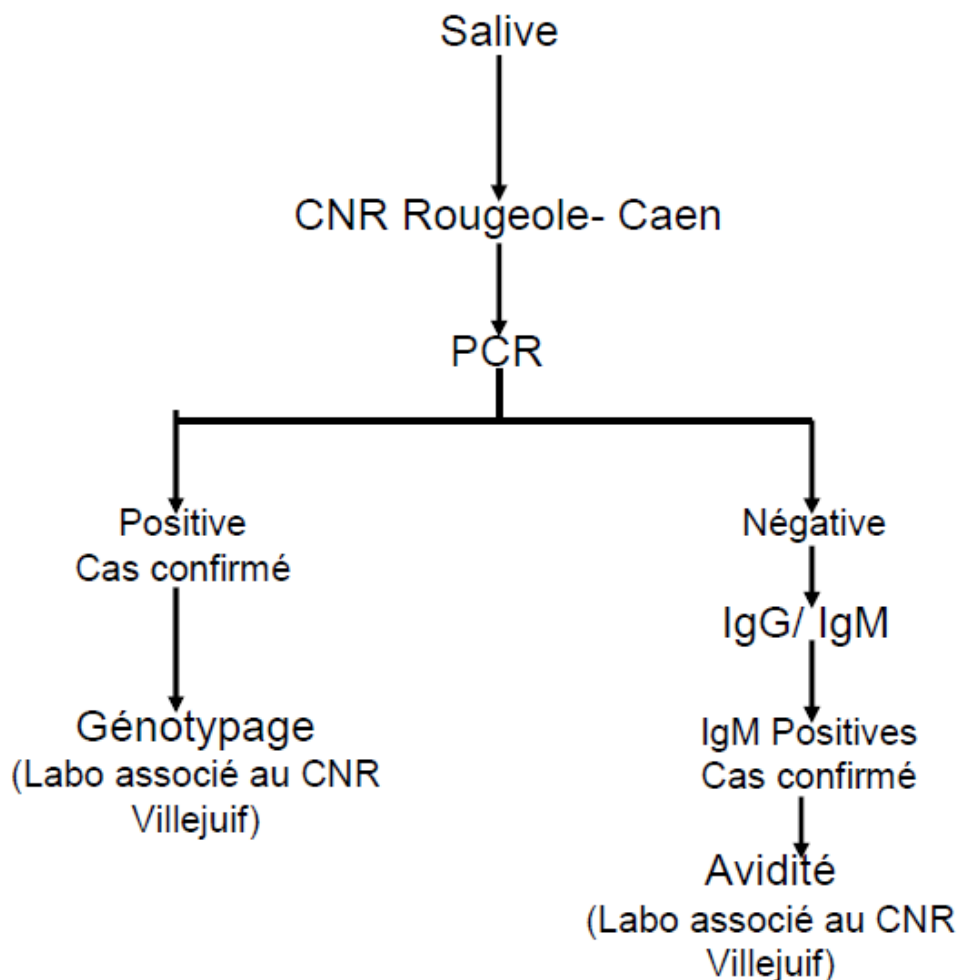 Salive
CNR Rougeole- Caen
PCR
Positive
Cas confirmé
Génotypage
(Labo associé au CNR
Villejuif)
Négative
IgG/ IgM
IgM Positives
Cas confirmé
Avidité
(Labo associé au CNR
Villejuif)